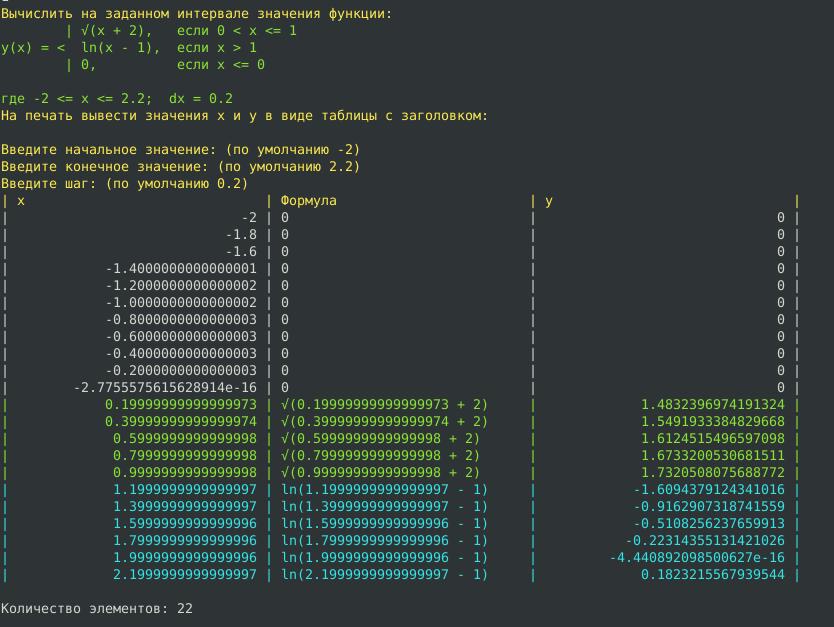 Вычислить на заданном интервале значения функции:
        | √(x + 2),   если 0 < x <= 1
y(x) = <  ln(x - 1),  если x > 1
        | 0,          если x <= 0
где -2 <= x <= 2.2;  dx = 0.2
На печать вывести значения x и y в виде таблицы с заголовком:
Введите начальное значение: (по умолчанию -2)
Введите конечное значение: (по умолчанию 2.2)
Введите шаг: (по умолчанию 0.2)
| x | Формула | y |
| -2 | 0 | 0 |
| -1.8 | 0 | 0 |
| -1.6 | 0 | 0 |
| -1.4000000000000001 | 0 | 0 |
| -1.2000000000000002 | 0 | 0 |
| -1.0000000000000002 | 0 | 0 |
| -0.8000000000000003 | 0 | 0 |
| -0.6000000000000003 | 0 | 0 |
| -0.4000000000000003 | 0 | 0 |
| -0.2000000000000003 | 0 | 0 |
| -2.7755575615628914e-16 | 0 | 0 |
| 0.19999999999999973 | √(0.19999999999999973 + 2) | 1.4832396974191324 |
| 0.39999999999999974 | √(0.39999999999999974 + 2) | 1.5491933384829668 |
| 0.5999999999999998 | √(0.5999999999999998 + 2) | 1.6124515496597098 |
| 0.7999999999999998 | √(0.7999999999999998 + 2) | 1.6733200530681511 |
| 0.9999999999999998 | √(0.9999999999999998 + 2) | 1.7320508075688772 |
| 1.1999999999999997 | ln(1.1999999999999997 - 1) | -1.6094379124341016 |
| 1.3999999999999997 | ln(1.3999999999999997 - 1) | -0.9162907318741559 |
| 1.5999999999999996 | ln(1.5999999999999996 - 1) | -0.5108256237659913 |
| 1.7999999999999996 | ln(1.7999999999999996 - 1) | -0.22314355131421026 |
| 1.9999999999999996 | ln(1.9999999999999996 - 1) | -4.440892098500627e-16 |
| 2.1999999999999997 | ln(2.1999999999999997 - 1) | 0.1823215567939544 |
Количество элементов: 22